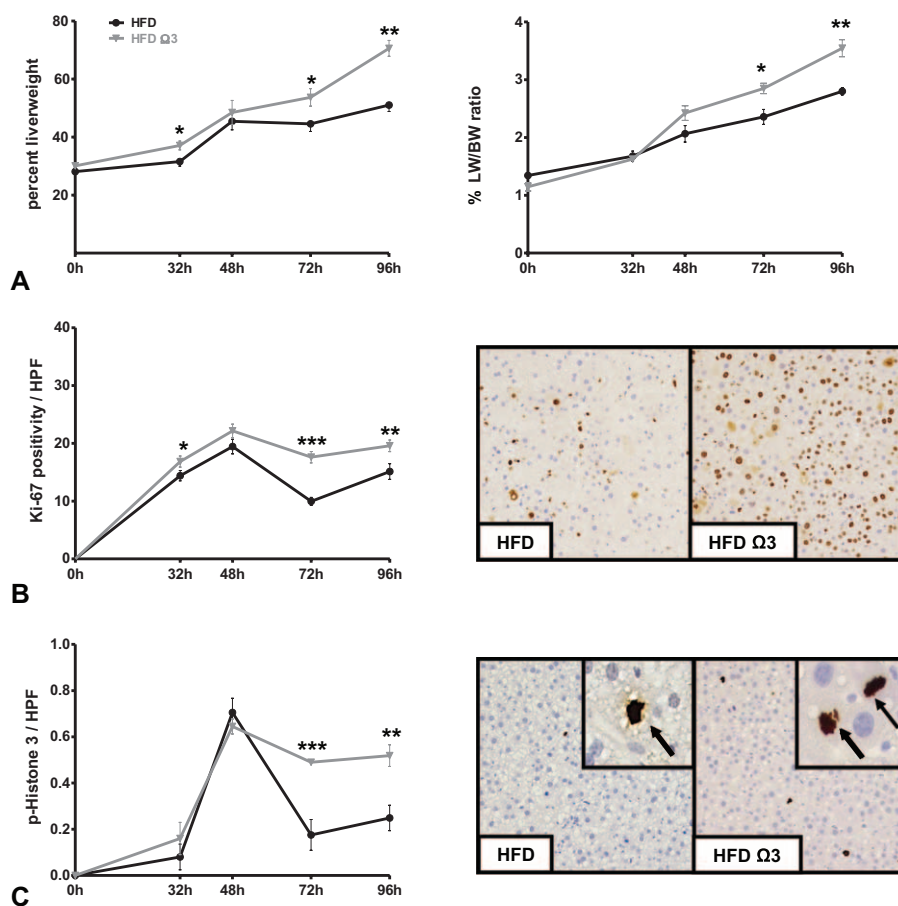 80
60
40
20
percent liverweight
HFD
HFD Ω3
*
*
**
0h 32h 48h 72h 96h
4
3
2
1
0
% LW/BW ratio
*
**
0h 32h 48h 72h 96h
A
40
30
20
10
0
Ki-67 positivity / HPF
*
***
**
0h 32h 48h 72h 96h
HFD
HFD Ω3
B
1.0
0.8
0.6
0.4
0.2
0.0
p-Histone 3 / HPF
***
**
0h 32h 48h 72h 96h
HFD
HFD Ω3
C